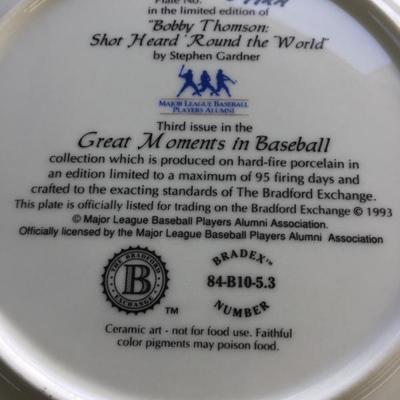 Plate No.
in the limited edition of
"Bobby Thomson:
Shot Heard 'Round the World"
by Stephen Gardner
MAJOR LEAGUE BASEBALL
PLAYERS ALUMNI
Third issue in the
Great Moments in Baseball
collection which is produced on hard-fire porcelain in
an edition limited to a maximum of 95 firing days and
crafted to the exacting standards of The Bradford Exchange.
This plate is officially listed for trading on the Bradford Exchange © 1993
© Major League Baseball Players Alumni Association.
Officially licensed by the Major League Baseball Players Alumni Association
THE BRADFORD
B
EXCHANGE
TM
BRADEX™
84-B10-5.3
NUMBER
Ceramic art - not for food use. Faithful
color pigments may poison food.